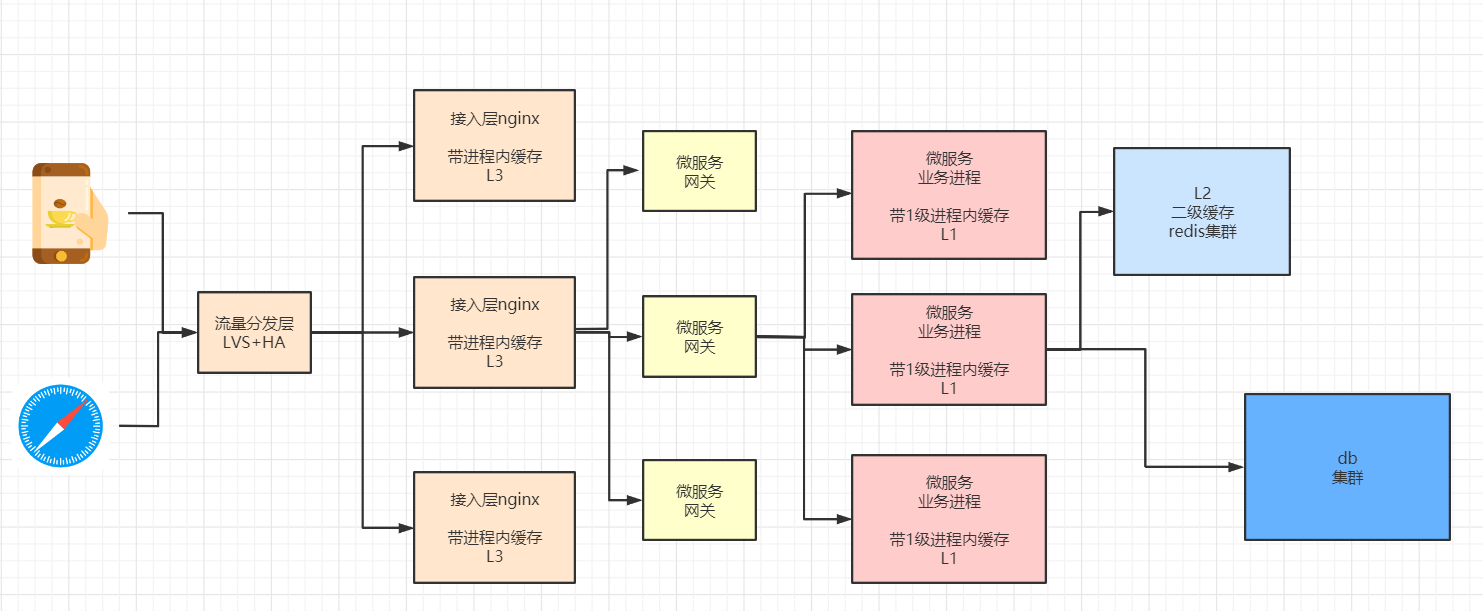 流量分发层
LVS+HA
接入层nginx
带进程内缓存
L3
接入层nginx
带进程内缓存
L3
接入层nginx
带进程内缓存
L3
微服务
网关
微服务
网关
微服务
网关
微服务
业务进程
带1级进程内缓存
L1
微服务
业务进程
带1级进程内缓存
L1
微服务
业务进程
带1级进程内缓存
L1
L2
二级缓存
redis集群
db
集群